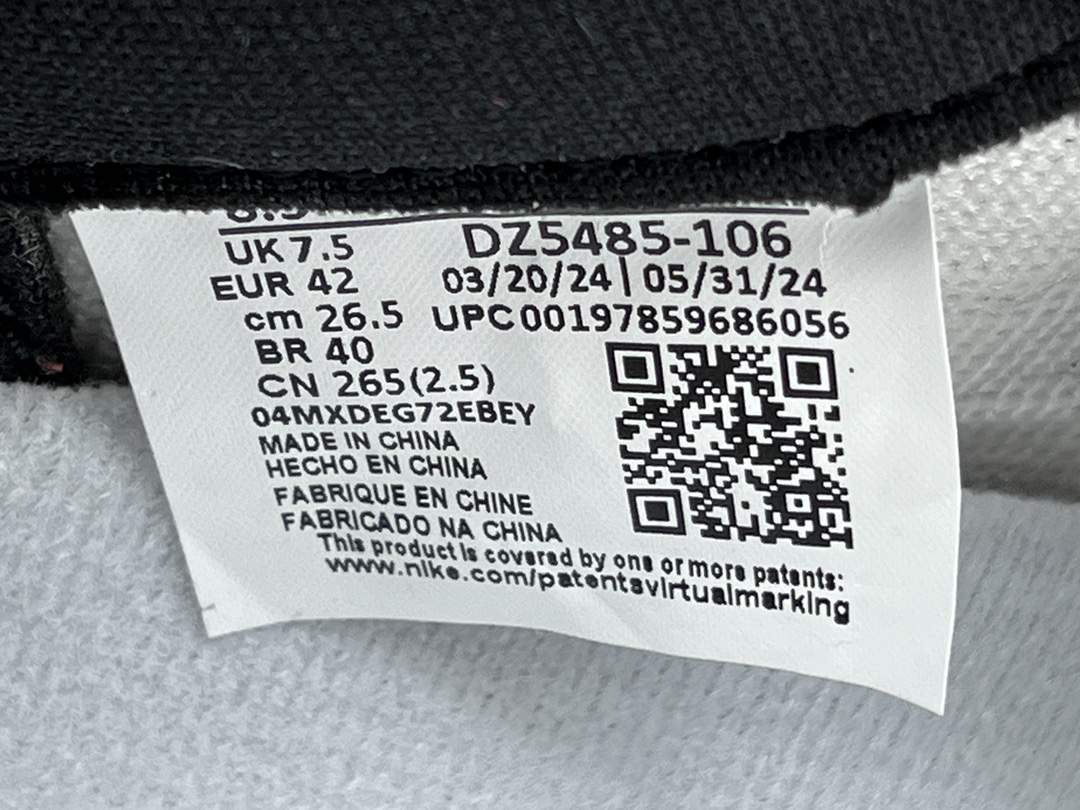 UK 7.5
EUR 42
cm 26.5
BR 40
CN 265(2.5)
04MXDEG72EBEY
MADE IN CHINA
HECHO EN CHINA
FABRIQUE EN CHINE
FABRICADO NA CHINA
DZ5485-106
03/20/24 | 05/31/24
UPC00197859686056
This product is covered by one or more patents:
www.nike.com/patentsvirtualmarking